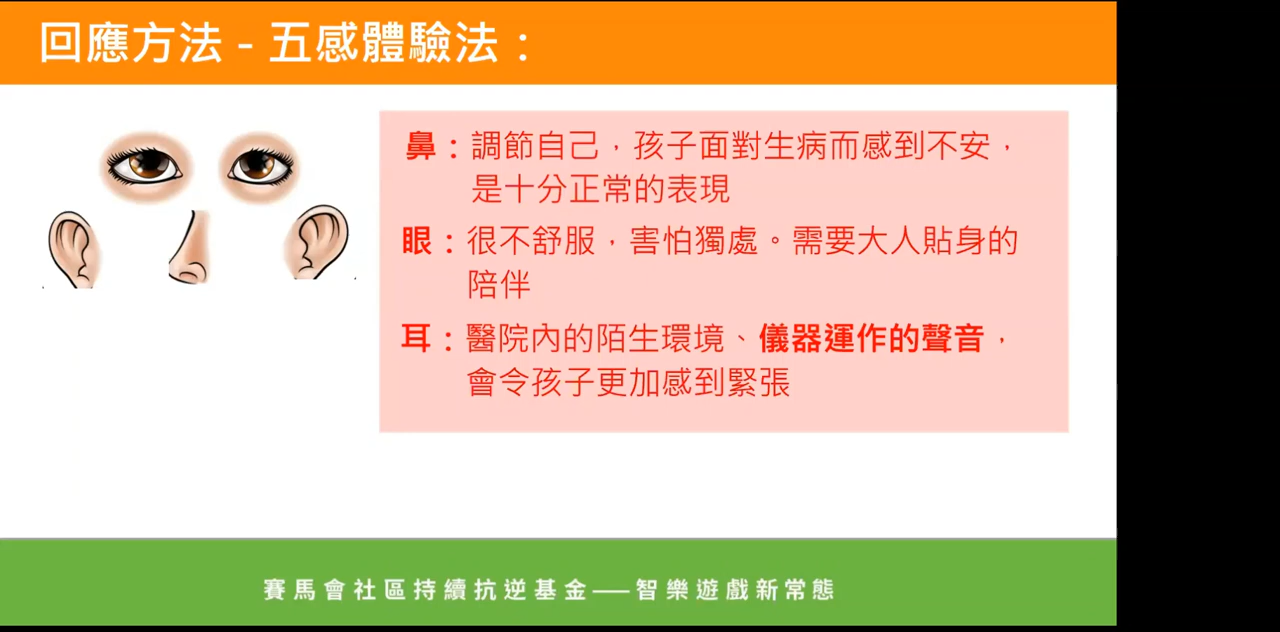 回應方法 - 五感體驗法：
鼻：調節自己，孩子面對生病而感到不安，
是十分正常的表現
眼：很不舒服，害怕獨處。需要大人貼身的
陪伴
耳：醫院內的陌生環境、儀器運作的聲音，
會令孩子更加感到緊張
賽馬會社區持續抗逆基金——智樂遊戲新常態